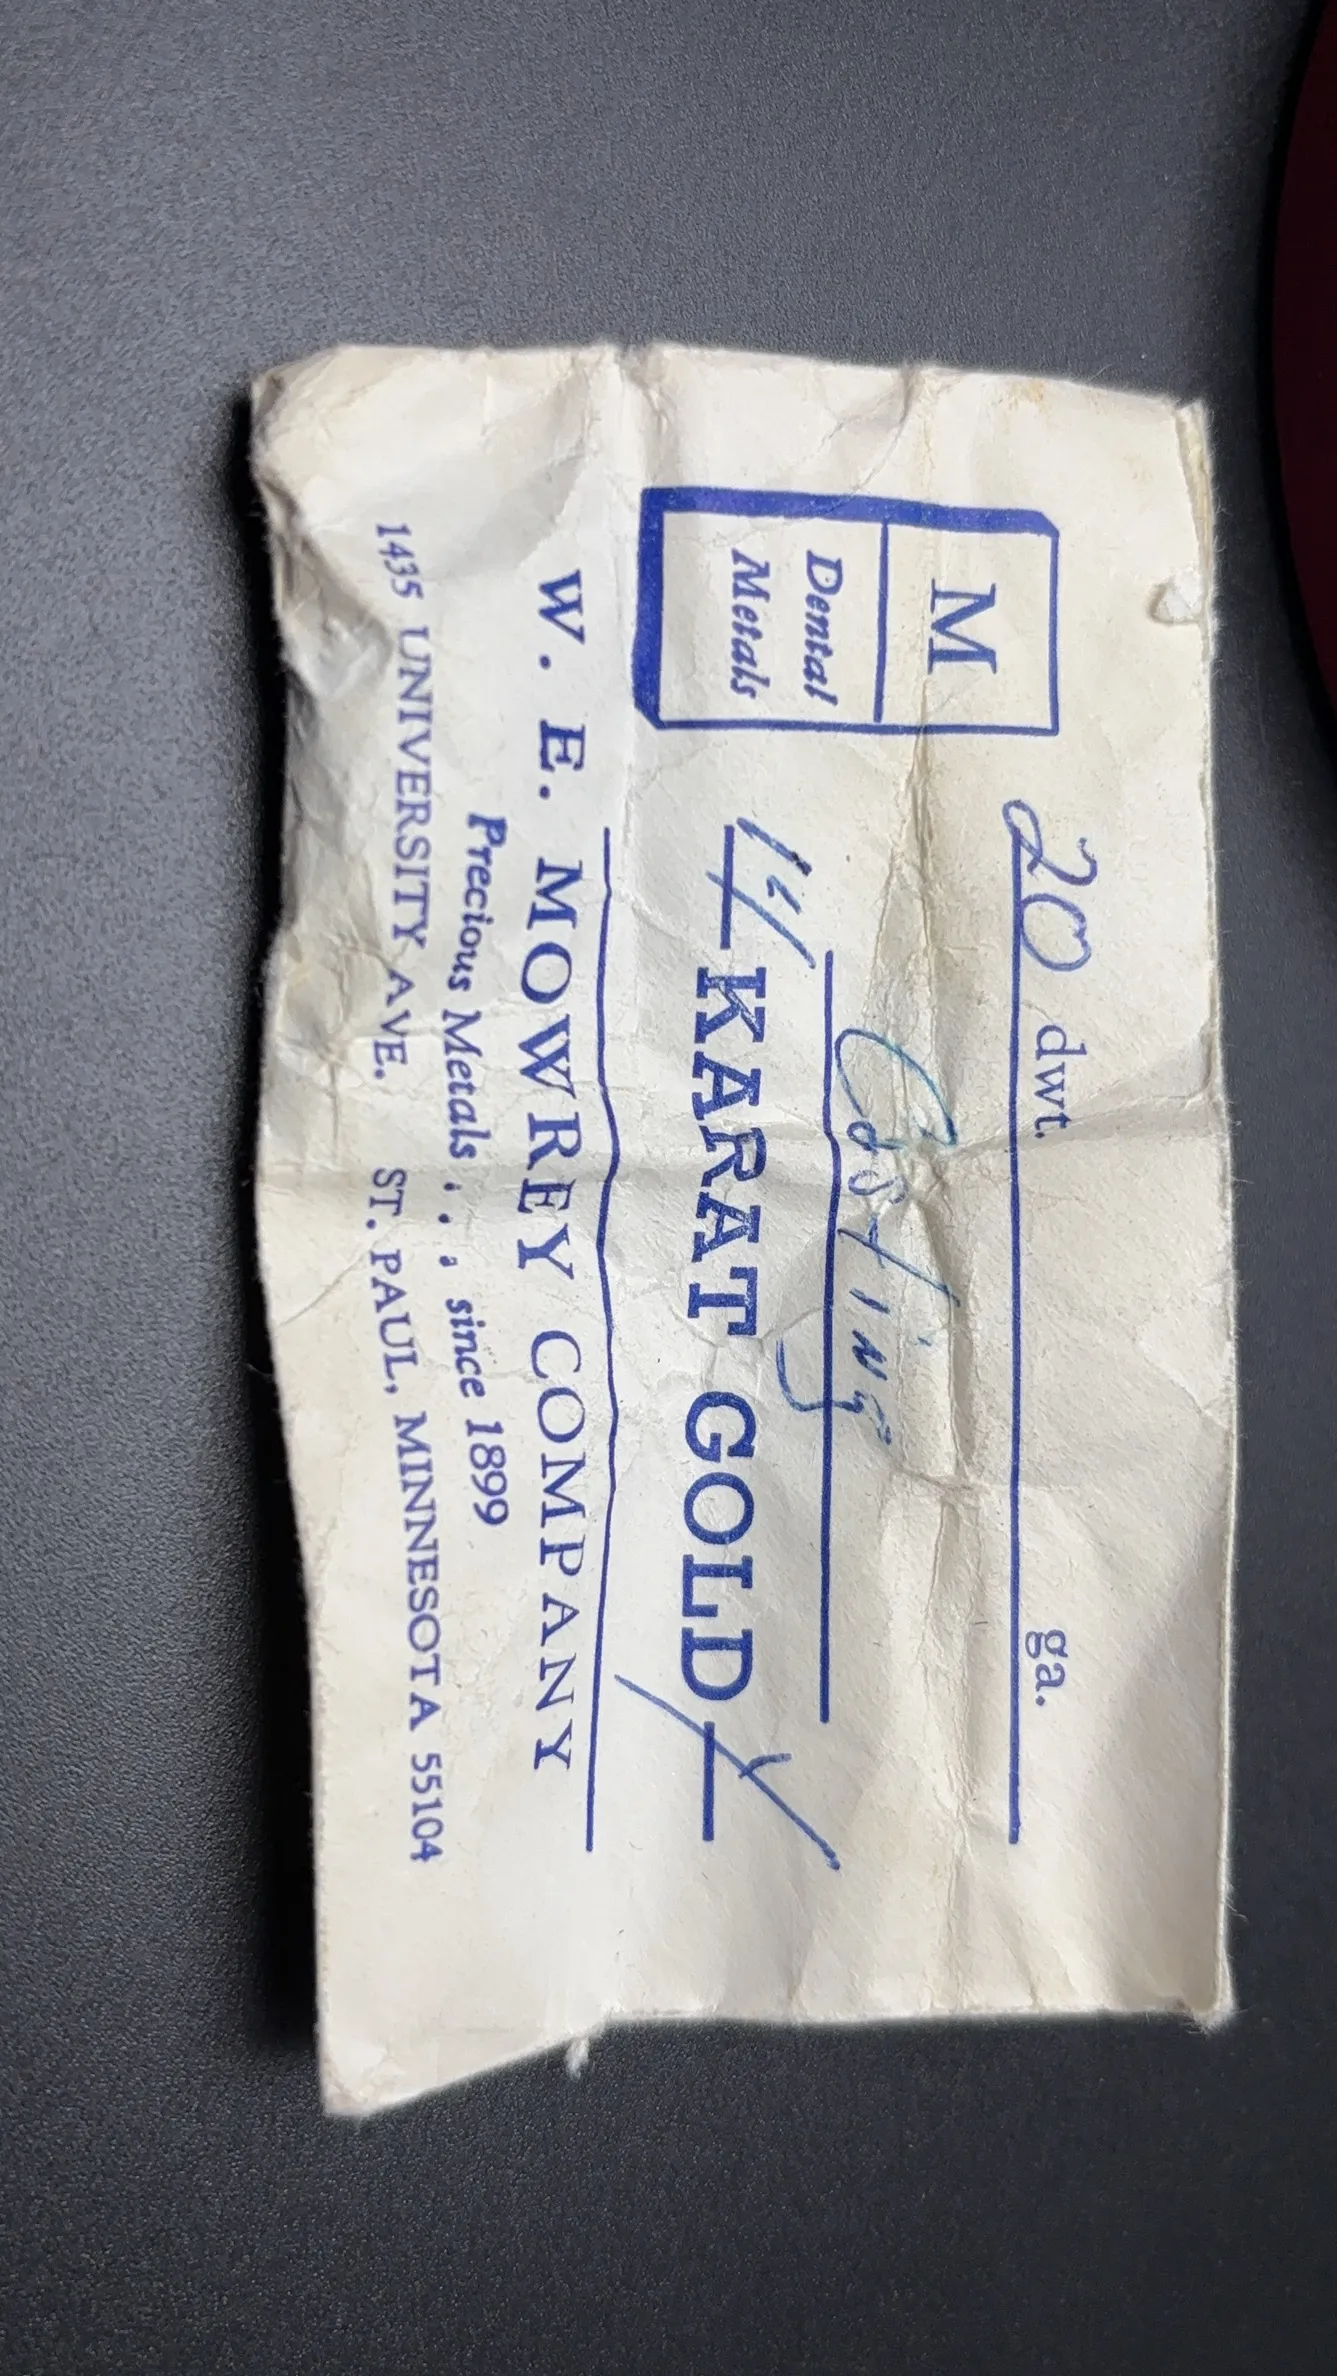 20 dwt. ga.
M
Dental
Metals
Casting
14 KARAT GOLD Y
W. E. MOWREY COMPANY
Precious Metals . . . since 1899
1435 UNIVERSITY AVE. ST. PAUL, MINNESOTA 55104